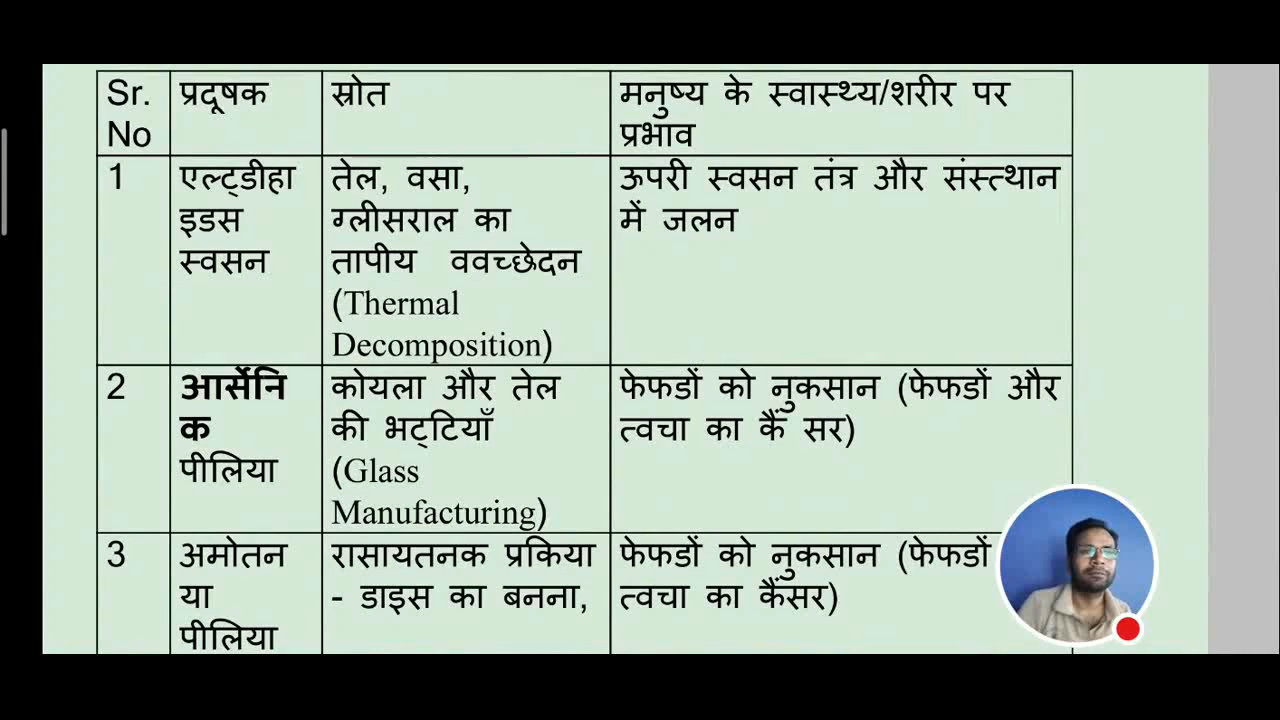 Sr. No
प्रदूषक
स्रोत
मनुष्य के स्वास्थ्य/शरीर पर
प्रभाव
1
एल्ट्डीहा
इडस
स्वसन
तेल, वसा,
ग्लीसराल का
तापीय ववच्छेदन
(Thermal
Decomposition)
ऊपरी स्वसन तंत्र और संस्त्थान
में जलन
2
आर्सेनि
क
पीलिया
कोयला और तेल
की भट्टियाँ
(Glass
Manufacturing)
फेफडों को नुकसान (फेफडों और
त्वचा का कैं सर)
3
अमोतन
या
पीलिया
रासायतनक प्रकिया
- डाइस का बनना,
फेफडों को नुकसान (फेफडों
त्वचा का कैंसर)